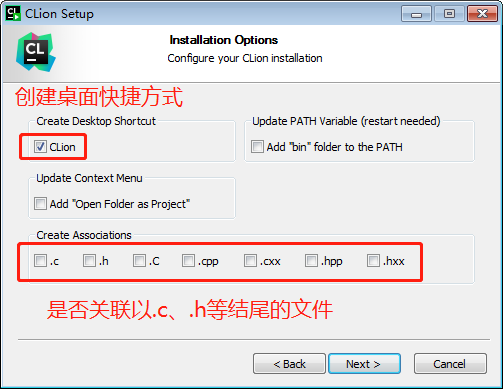 CLion Setup
CL
Installation Options
Configure your CLion installation
创建桌面快捷方式
Create Desktop Shortcut
CLion
Update PATH Variable (restart needed)
Add "bin" folder to the PATH
Update Context Menu
Add "Open Folder as Project"
Create Associations
.c .h .C .cpp .cxx .hpp .hxx
是否关联以.c、.h等结尾的文件
< Back Next > Cancel